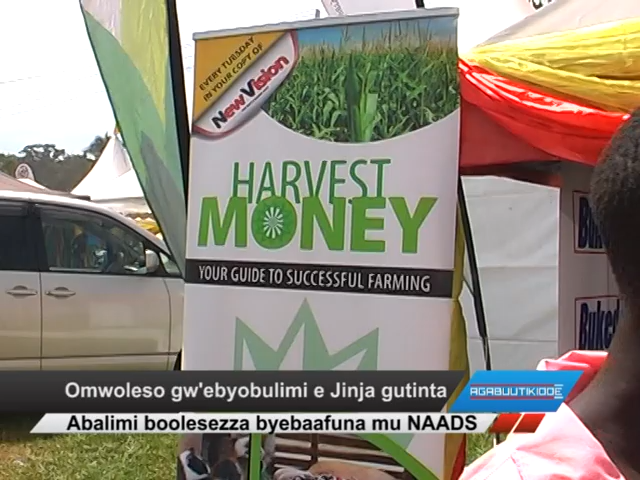 EVERY TUESDAY
IN YOUR COPY OF
New Vision
HARVEST
MONEY
YOUR GUIDE TO SUCCESSFUL FARMING
Omwoleso gw'ebyobulimi e Jinja gutinta
AGABUUTIKIDDE
Abalimi boolesezza byebaafuna mu NAADS